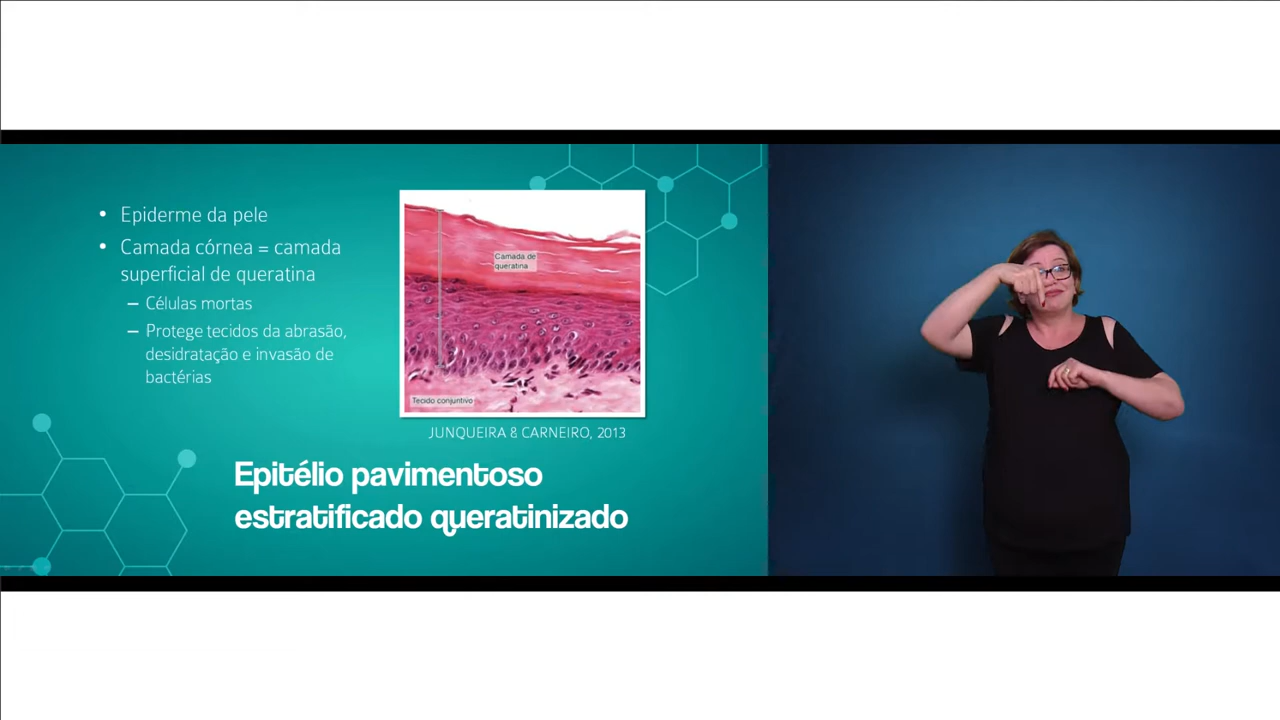 • Epiderme da pele
• Camada córnea = camada
superficial de queratina
– Células mortas
– Protege tecidos da abrasão,
desidratação e invasão de
bactérias
Camada de
queratina
Tecido conjuntivo
JUNQUEIRA & CARNEIRO, 2013
Epitélio pavimentoso
estratificado queratinizado